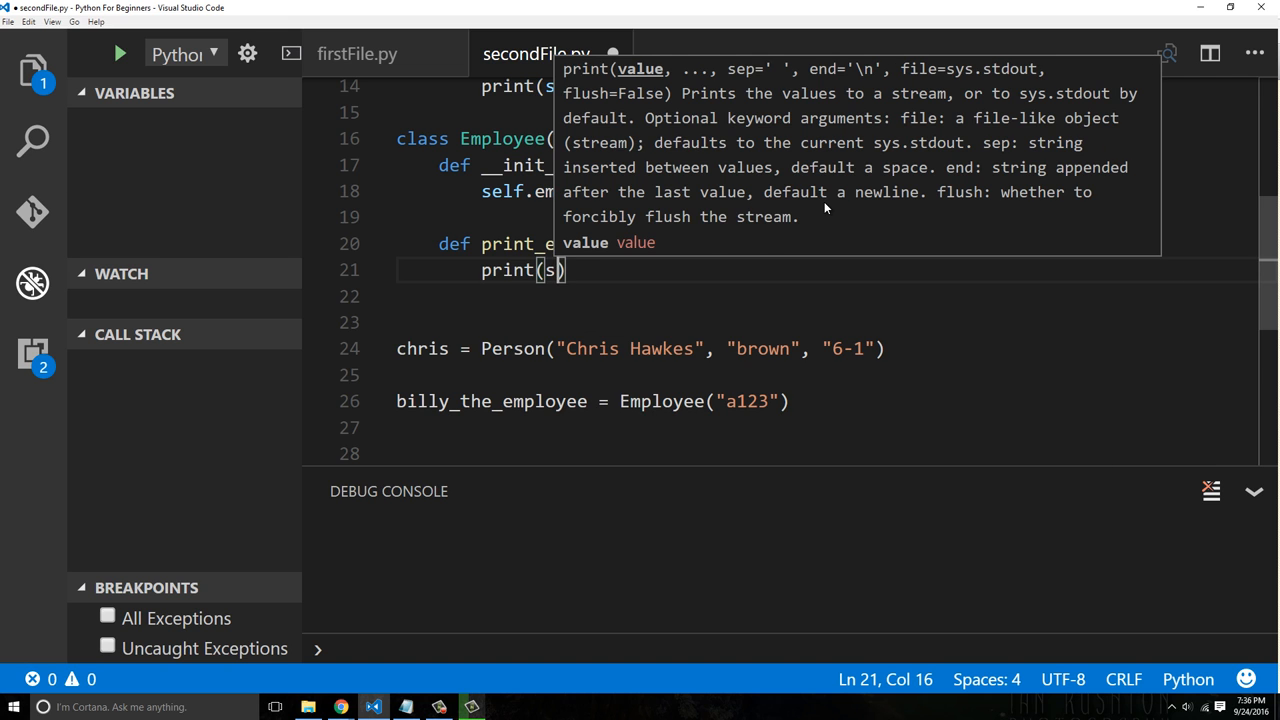 secondFile.py - Python For Beginners - Visual Studio Code
File Edit View Go Help
Pythor
firstFile.py
secondFile.py
VARIABLES
WATCH
CALL STACK
BREAKPOINTS
All Exceptions
Uncaught Exceptions
1
2
print(value, ..., sep=' ', end='\n', file=sys.stdout,
flush=False) Prints the values to a stream, or to sys.stdout by
default. Optional keyword arguments: file: a file-like object
(stream); defaults to the current sys.stdout. sep: string
inserted between values, default a space. end: string appended
after the last value, default a newline. flush: whether to
forcibly flush the stream.
value value
14 print(s
15
16 class Employee(
17 def __init_
18 self.em
19
20 def print_e
21 print(s)
22
23
24 chris = Person("Chris Hawkes", "brown", "6-1")
25
26 billy_the_employee = Employee("a123")
27
28
DEBUG CONSOLE
0 0
Ln 21, Col 16 Spaces: 4 UTF-8 CRLF Python
I'm Cortana. Ask me anything.
7:36 PM
9/24/2016